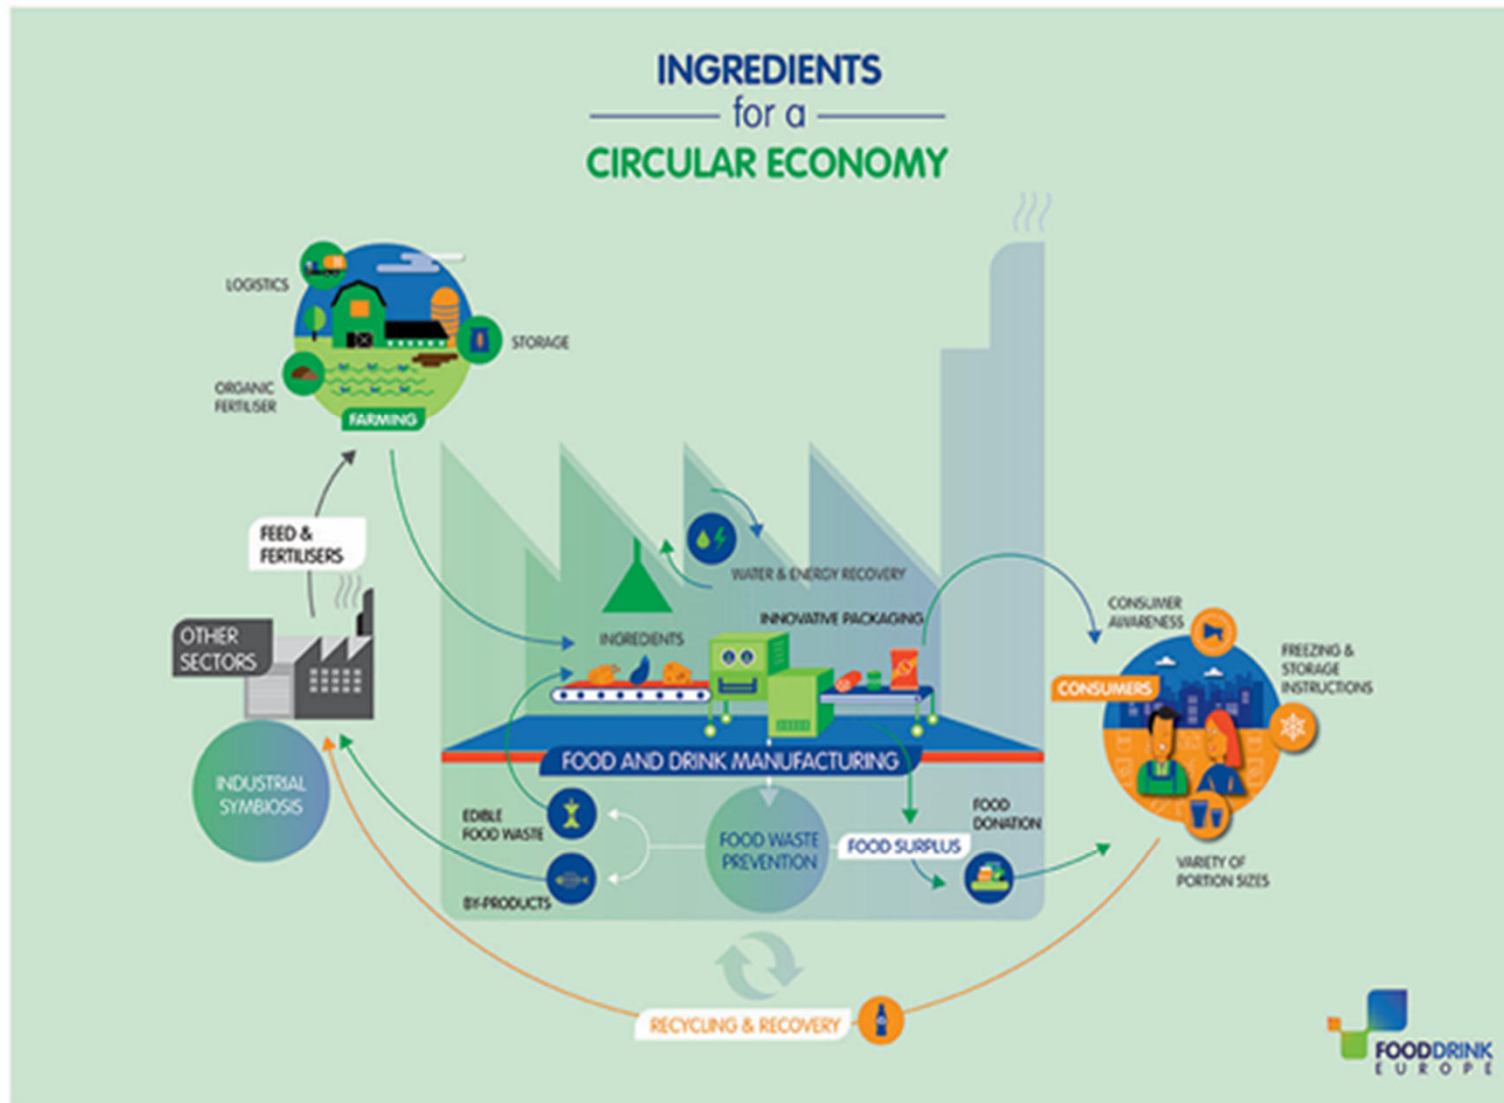 INGREDIENTS
for a
CIRCULAR ECONOMY
LOGISTICS
STORAGE
ORGANIC
FERTILISER
FARMING
FEED &
FERTILISERS
OTHER
SECTORS
INDUSTRIAL
SYMBIOSIS
WATER & ENERGY RECOVERY
INGREDIENTS
INNOVATIVE PACKAGING
FOOD AND DRINK MANUFACTURING
EDIBLE
FOOD WASTE
BY-PRODUCTS
FOOD WASTE
PREVENTION
FOOD SURPLUS
FOOD
DONATION
CONSUMER
AWARENESS
FREEZING &
STORAGE
INSTRUCTIONS
CONSUMERS
VARIETY OF
PORTION SIZES
RECYCLING & RECOVERY
FOODDRINK
EUROPE